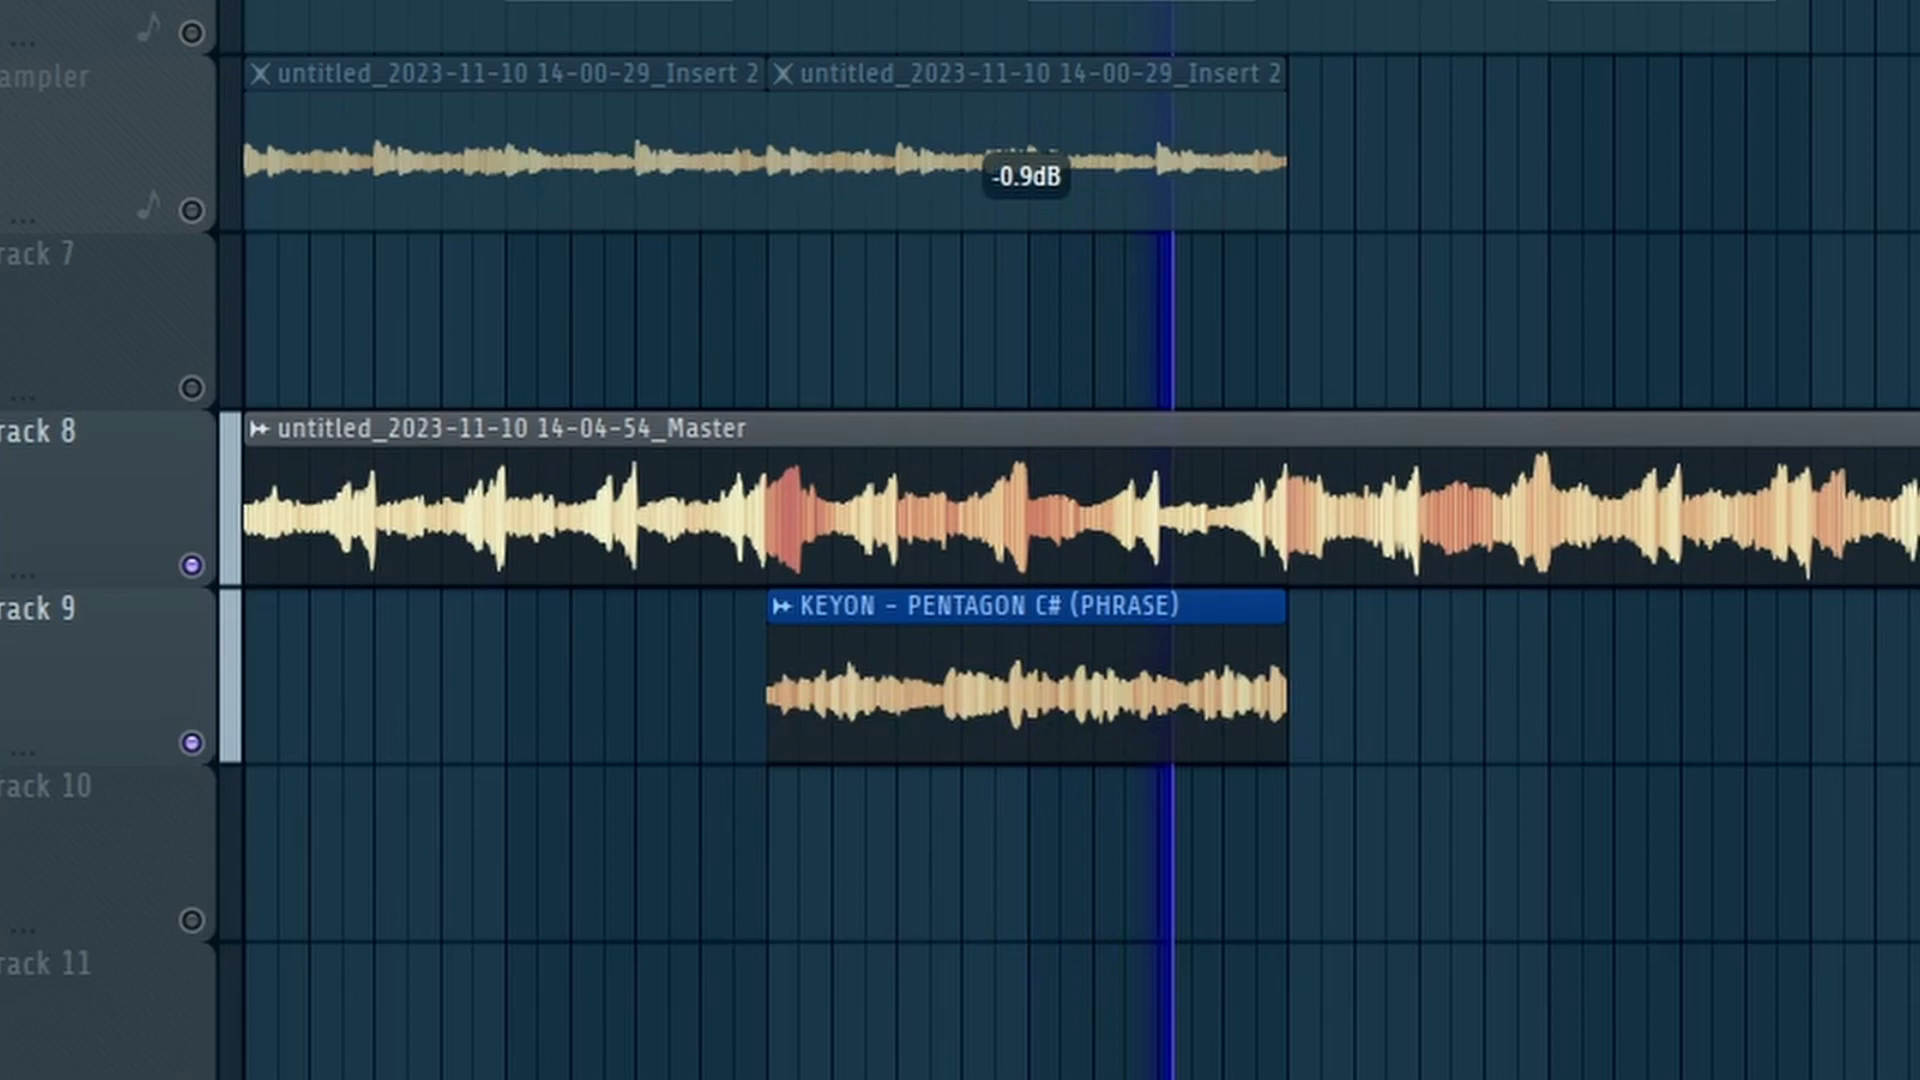 ampler
untitled_2023-11-10 14-00-29_Insert 2
untitled_2023-11-10 14-00-29_Insert 2
-0.9dB
rack 7
rack 8
untitled_2023-11-10 14-04-54_Master
rack 9
KEYON - PENTAGON C# (PHRASE)
rack 10
rack 11